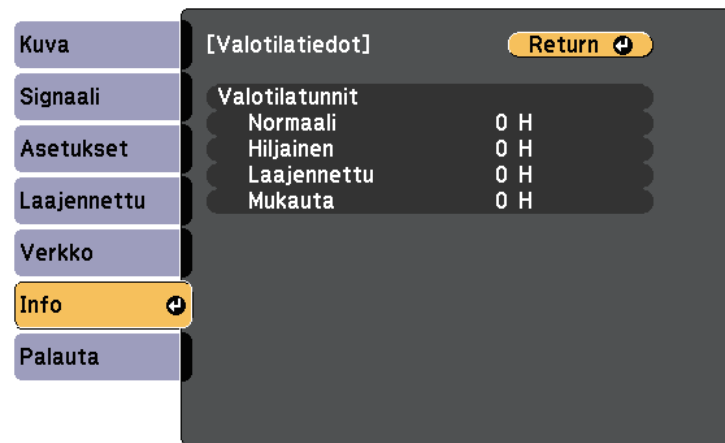 Kuva
Signaali
Asetukset
Laajennettu
Verkko
Info
Palauta
[Valotilatiedot]
Return
Valotilatunnit
Normaali 0 H
Hiljainen 0 H
Laajennettu 0 H
Mukauta 0 H